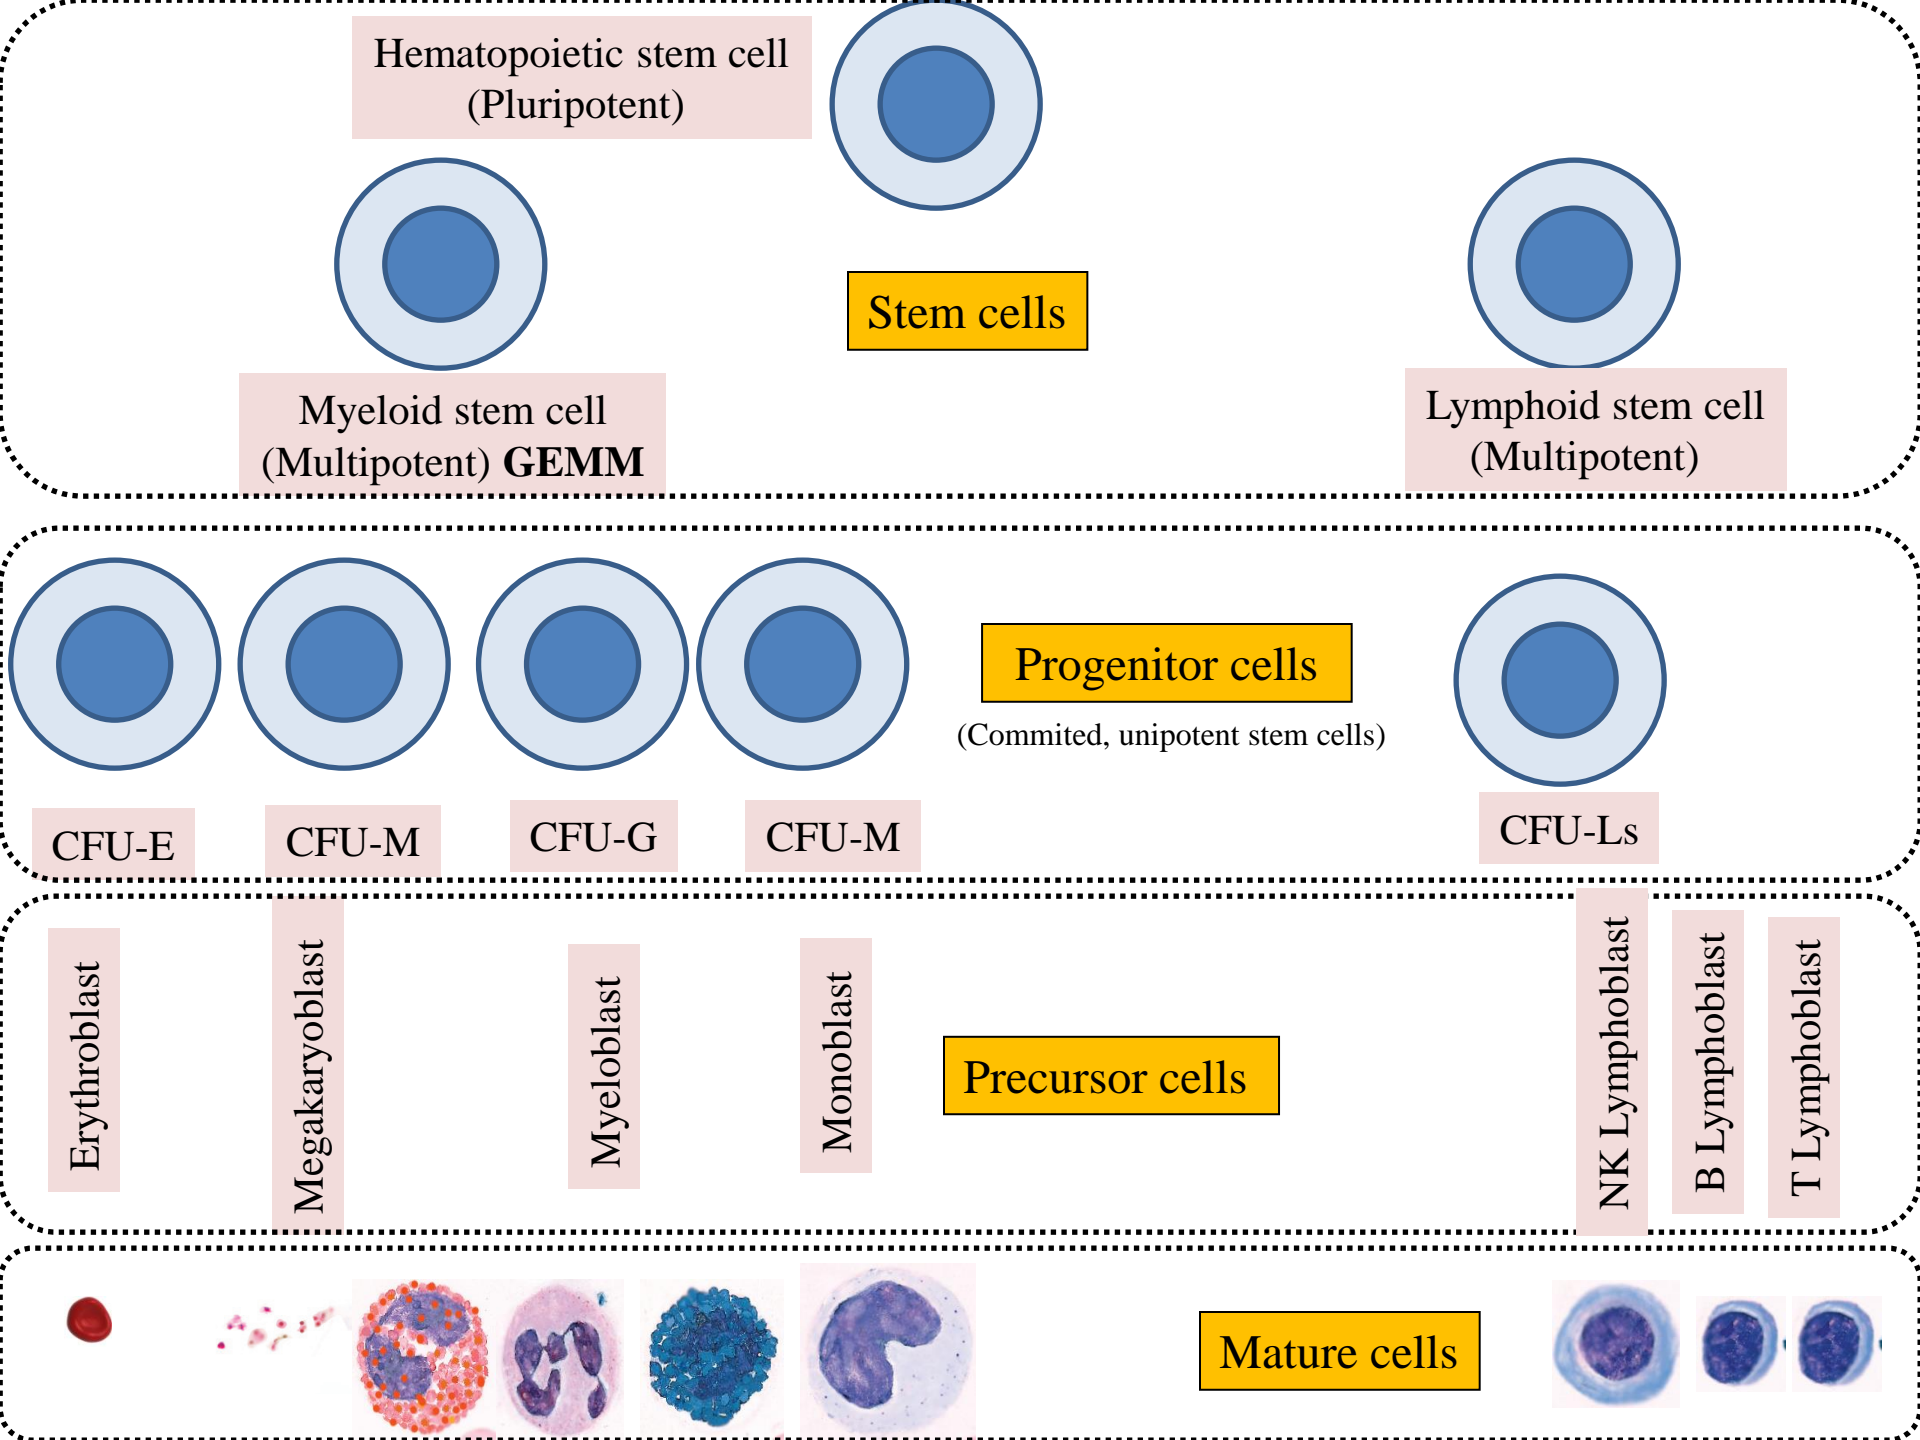 Hematopoietic stem cell
(Pluripotent)
Stem cells
Myeloid stem cell
(Multipotent) GEMM
Lymphoid stem cell
(Multipotent)
Progenitor cells
(Commited, unipotent stem cells)
CFU-E
CFU-M
CFU-G
CFU-M
CFU-Ls
Erythroblast
Megakaryoblast
Myeloblast
Monoblast
Precursor cells
NK Lymphoblast
B Lymphoblast
T Lymphoblast
Mature cells